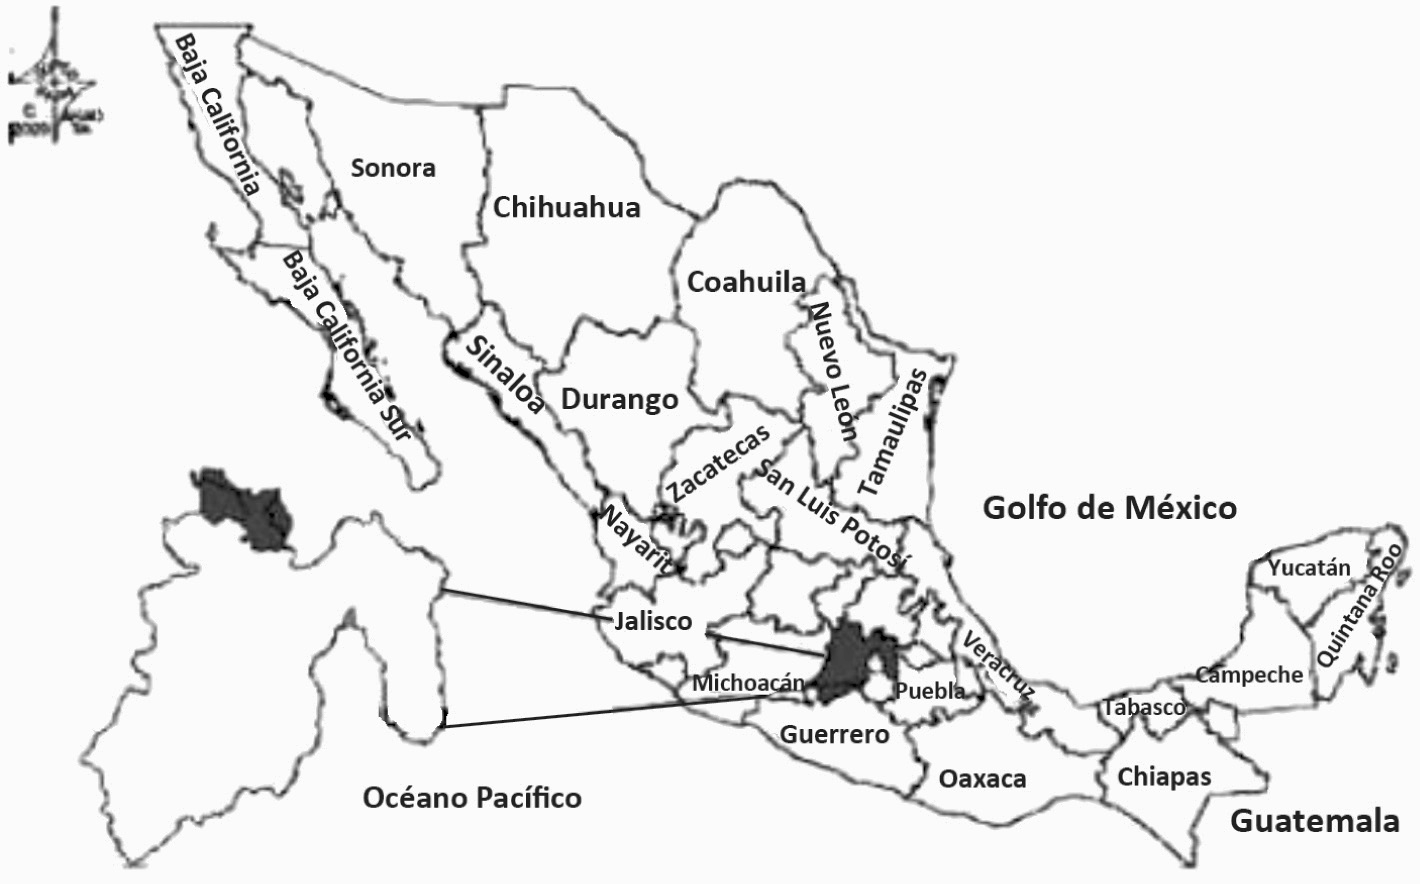 Baja California
Sonora
Chihuahua
Coahuila
Baja California Sur
Nuevo León
Sinaloa
Durango
Tamaulipas
Zacatecas
San Luis Potosí
Golfo de México
Nayarit
Yucatán
Quintana Roo
Jalisco
Veracruz
Campeche
Michoacán
Puebla
Tabasco
Guerrero
Oaxaca
Chiapas
Océano Pacífico
Guatemala